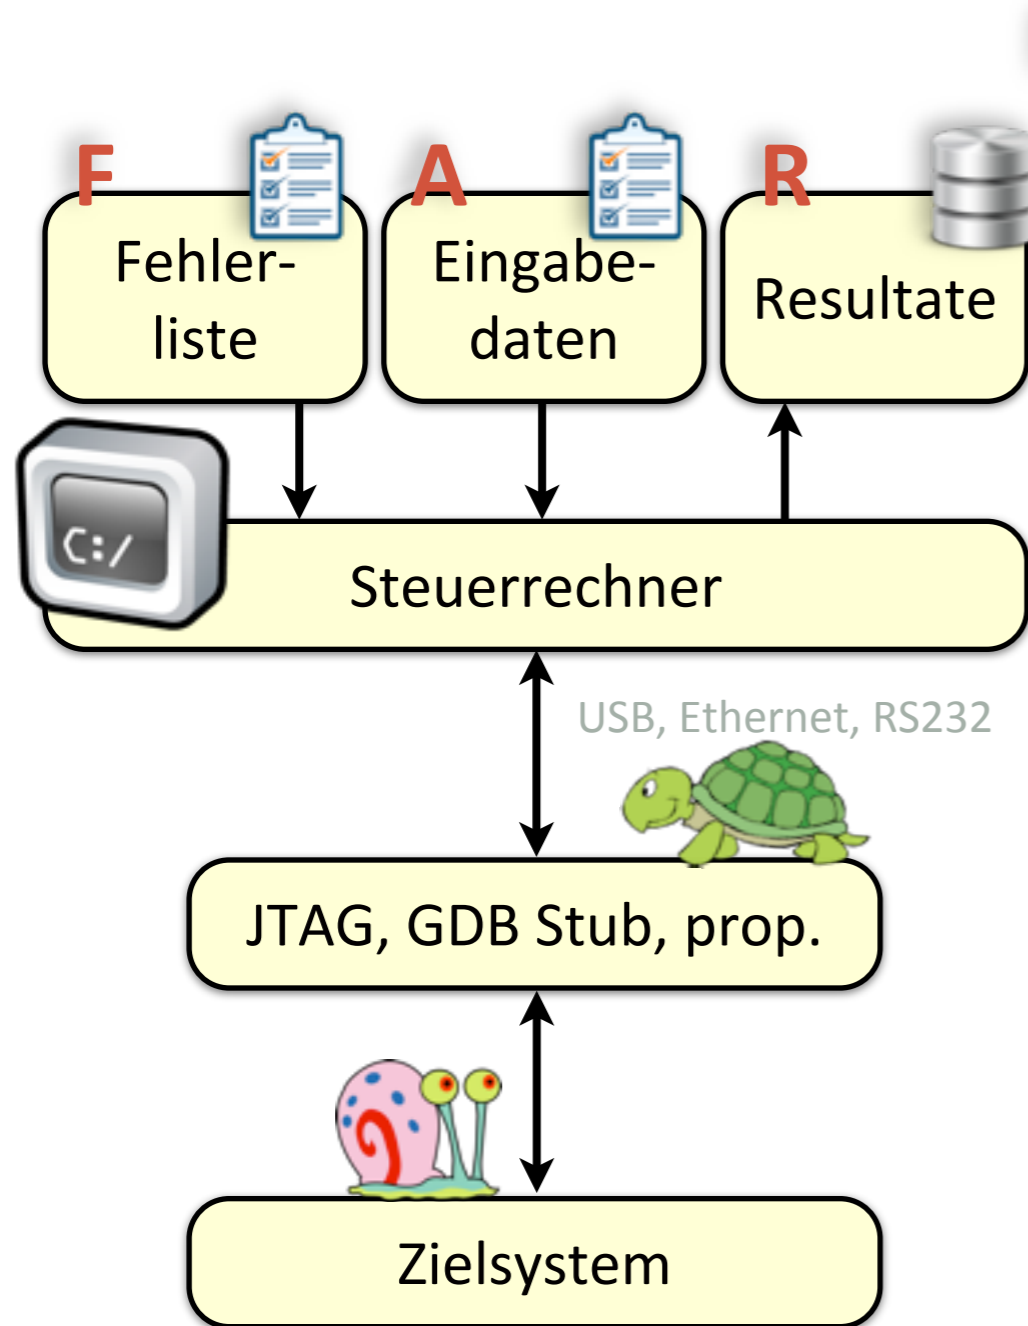 F
A
R
Fehler-
liste
Eingabe-
daten
Resultate
C:/
Steuerrechner
USB, Ethernet, RS232
JTAG, GDB Stub, prop.
Zielsystem